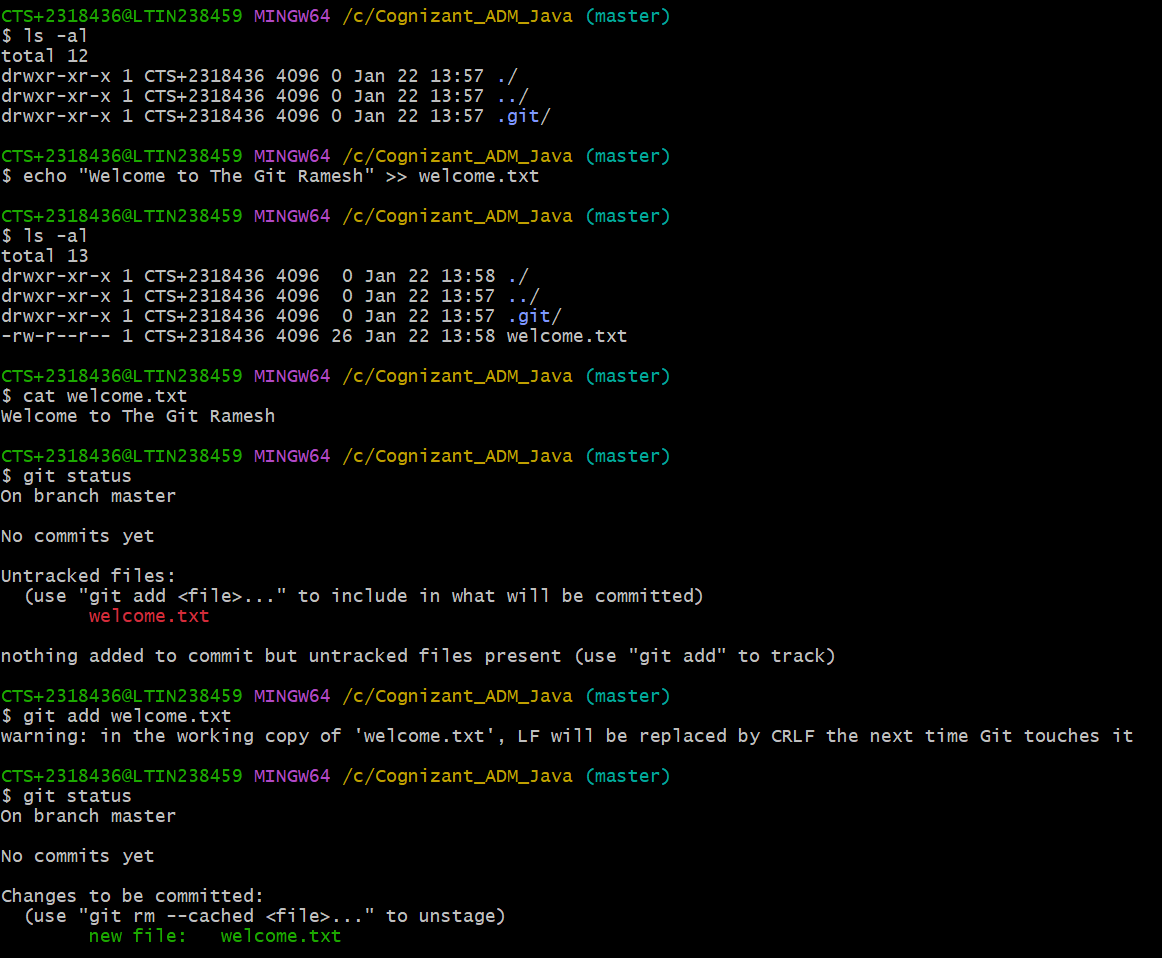 CTS+2318436@LTIN238459 MINGW64 /c/Cognizant_ADM_Java (master)
$ ls -al
total 12
drwxr-xr-x 1 CTS+2318436 4096 0 Jan 22 13:57 ./
drwxr-xr-x 1 CTS+2318436 4096 0 Jan 22 13:57 ../
drwxr-xr-x 1 CTS+2318436 4096 0 Jan 22 13:57 .git/
CTS+2318436@LTIN238459 MINGW64 /c/Cognizant_ADM_Java (master)
$ echo "Welcome to The Git Ramesh" >> welcome.txt
CTS+2318436@LTIN238459 MINGW64 /c/Cognizant_ADM_Java (master)
$ ls -al
total 13
drwxr-xr-x 1 CTS+2318436 4096  0 Jan 22 13:58 ./
drwxr-xr-x 1 CTS+2318436 4096  0 Jan 22 13:57 ../
drwxr-xr-x 1 CTS+2318436 4096  0 Jan 22 13:57 .git/
-rw-r--r-- 1 CTS+2318436 4096 26 Jan 22 13:58 welcome.txt
CTS+2318436@LTIN238459 MINGW64 /c/Cognizant_ADM_Java (master)
$ cat welcome.txt
Welcome to The Git Ramesh
CTS+2318436@LTIN238459 MINGW64 /c/Cognizant_ADM_Java (master)
$ git status
On branch master
No commits yet
Untracked files:
  (use "git add <file>..." to include in what will be committed)
        welcome.txt
nothing added to commit but untracked files present (use "git add" to track)
CTS+2318436@LTIN238459 MINGW64 /c/Cognizant_ADM_Java (master)
$ git add welcome.txt
warning: in the working copy of 'welcome.txt', LF will be replaced by CRLF the next time Git touches it
CTS+2318436@LTIN238459 MINGW64 /c/Cognizant_ADM_Java (master)
$ git status
On branch master
No commits yet
Changes to be committed:
  (use "git rm --cached <file>..." to unstage)
        new file:   welcome.txt